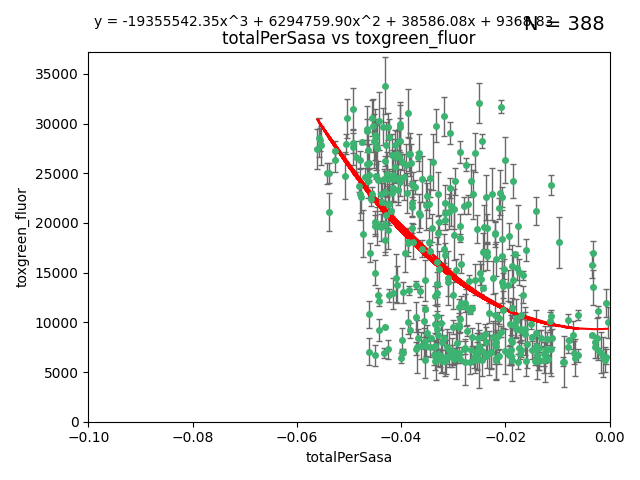 y = -19355542.35x^3 + 6294759.90x^2 + 38586.08x + 9368.83
N = 388
totalPerSasa vs toxgreen_fluor
toxgreen_fluor
35000
30000
25000
20000
15000
10000
5000
0
−0.10
−0.08
−0.06
−0.04
−0.02
0.00
totalPerSasa